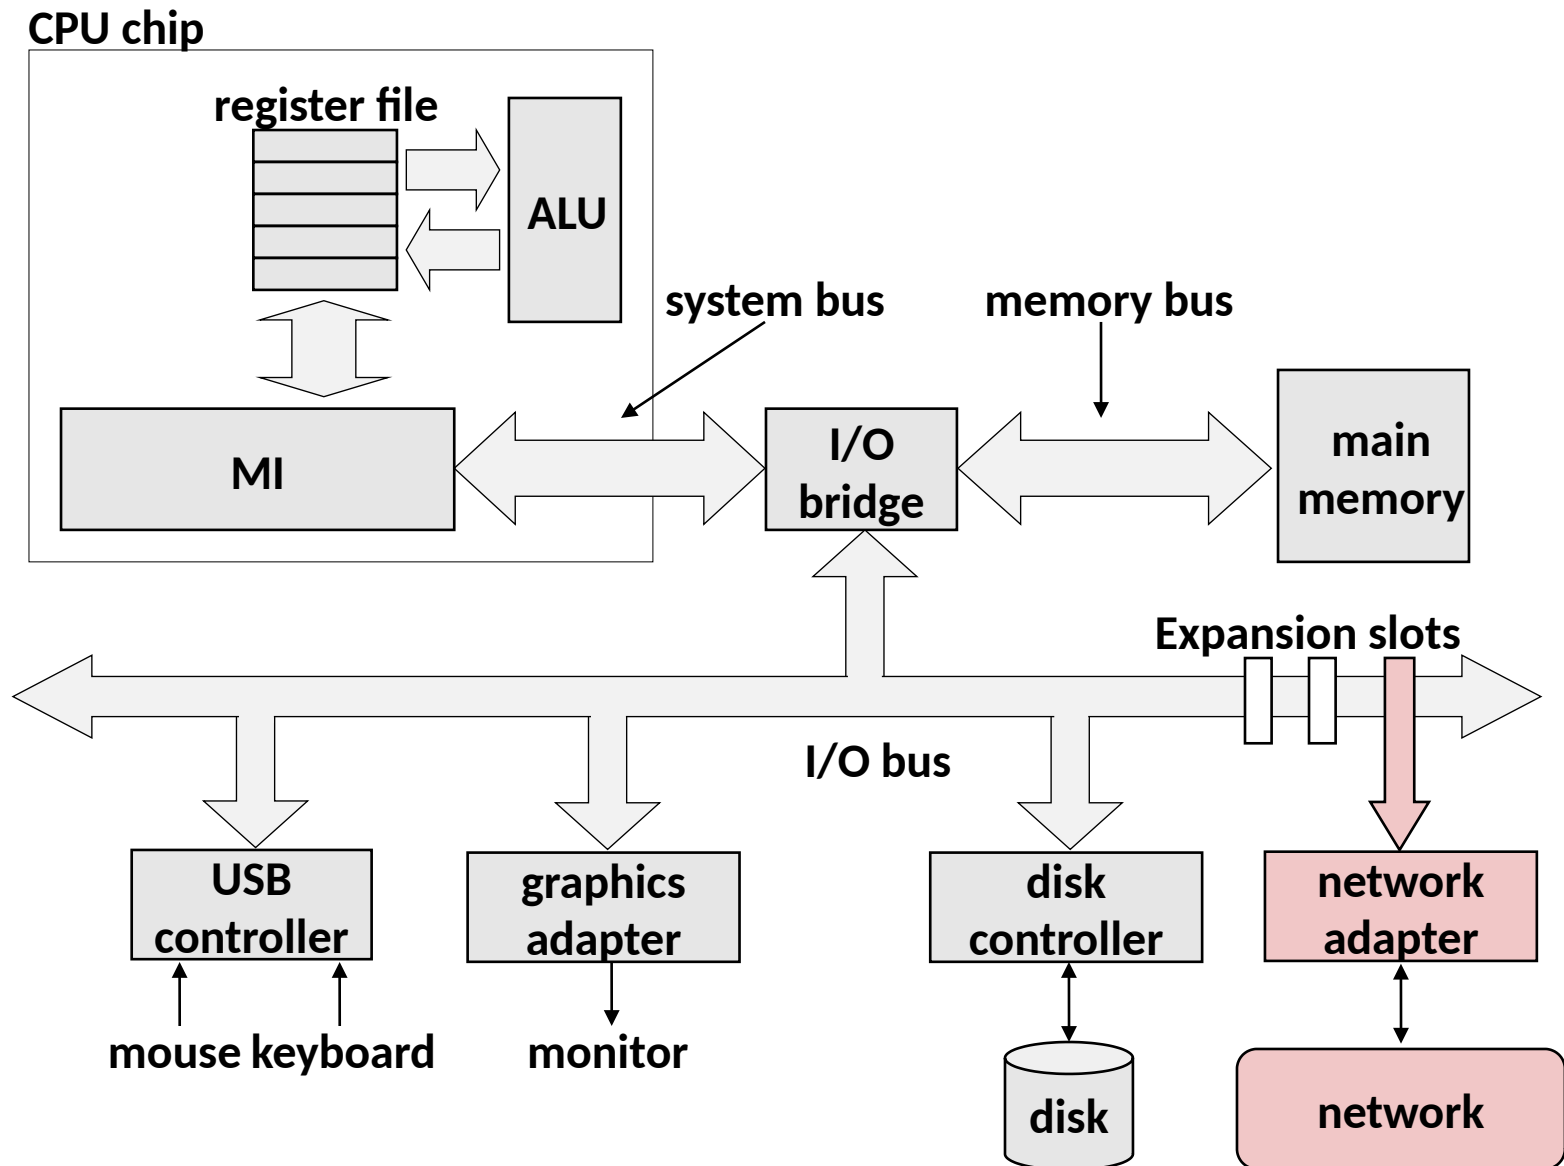 CPU chip
register file
ALU
system bus
memory bus
MI
I/O
bridge
main
memory
Expansion slots
I/O bus
USB
controller
graphics
adapter
disk
controller
network
adapter
mouse keyboard
monitor
disk
network